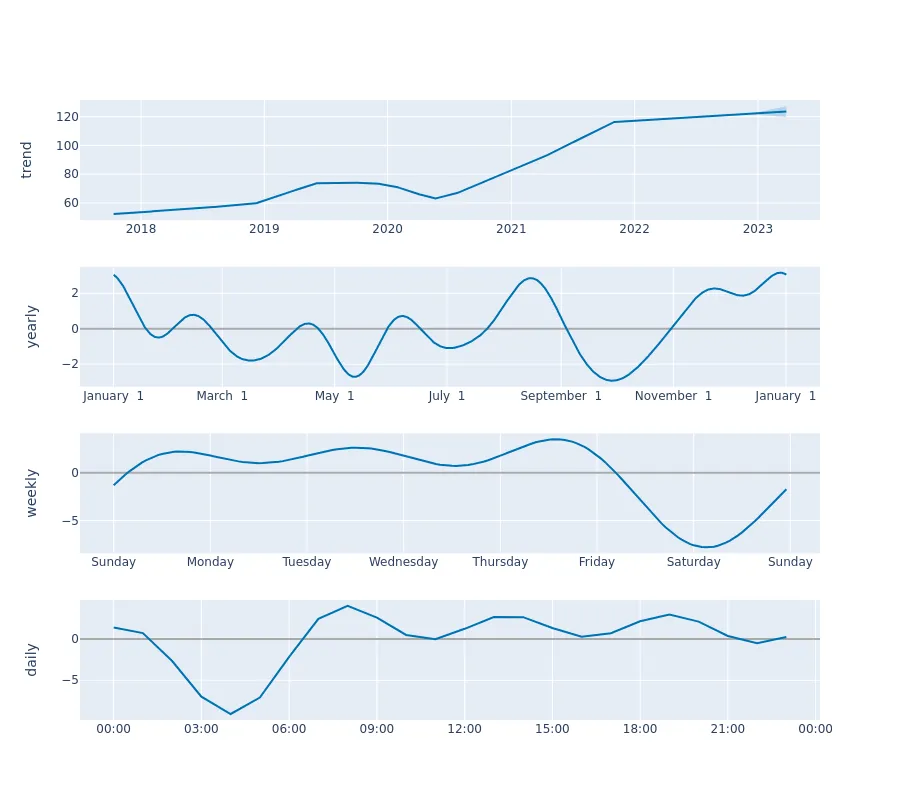 trend
120
100
80
60
2018 2019 2020 2021 2022 2023
yearly
2
0
−2
January 1 March 1 May 1 July 1 September 1 November 1 January 1
weekly
0
−5
Sunday Monday Tuesday Wednesday Thursday Friday Saturday Sunday
daily
0
−5
00:00 03:00 06:00 09:00 12:00 15:00 18:00 21:00 00:00